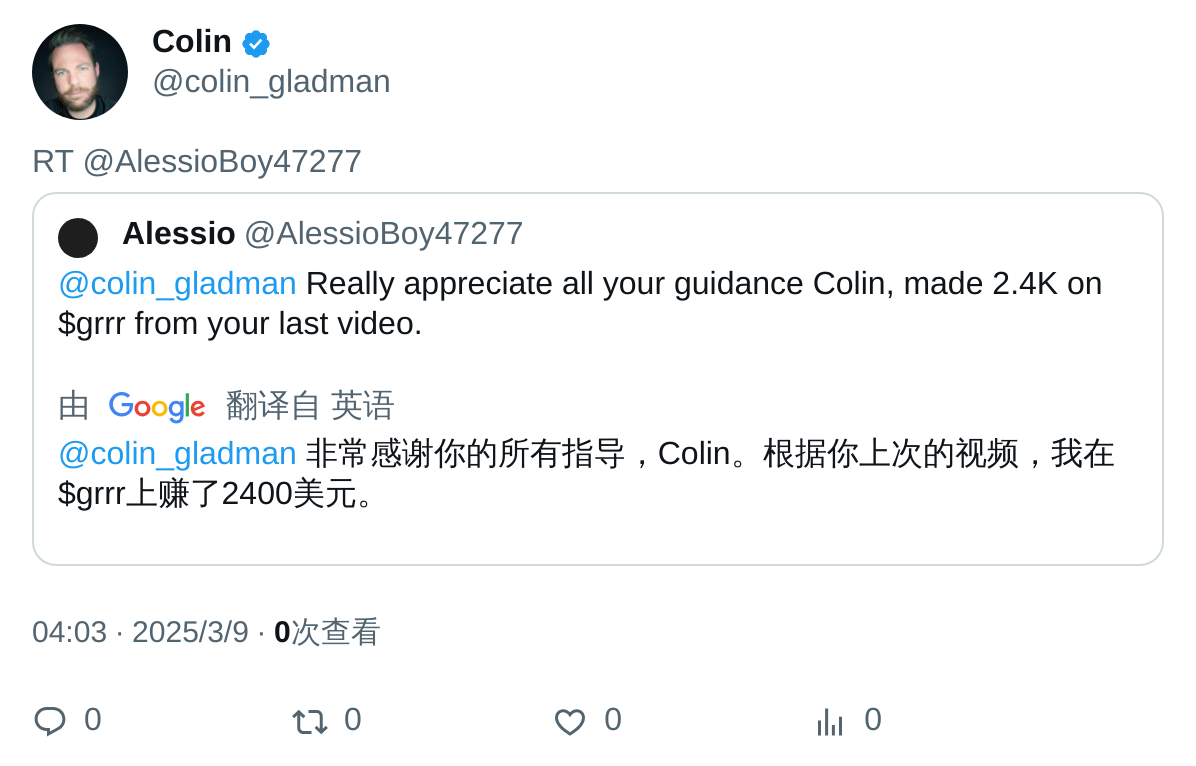 Colin
@colin_gladman
RT @AlessioBoy47277
Alessio @AlessioBoy47277
@colin_gladman Really appreciate all your guidance Colin, made 2.4K on
$grrr from your last video.
由 Google 翻译自 英语
@colin_gladman 非常感谢你的所有指导，Colin。根据你上次的视频，我在
$grrr上赚了2400美元。
04:03 · 2025/3/9 · 0次查看
0 0 0 0